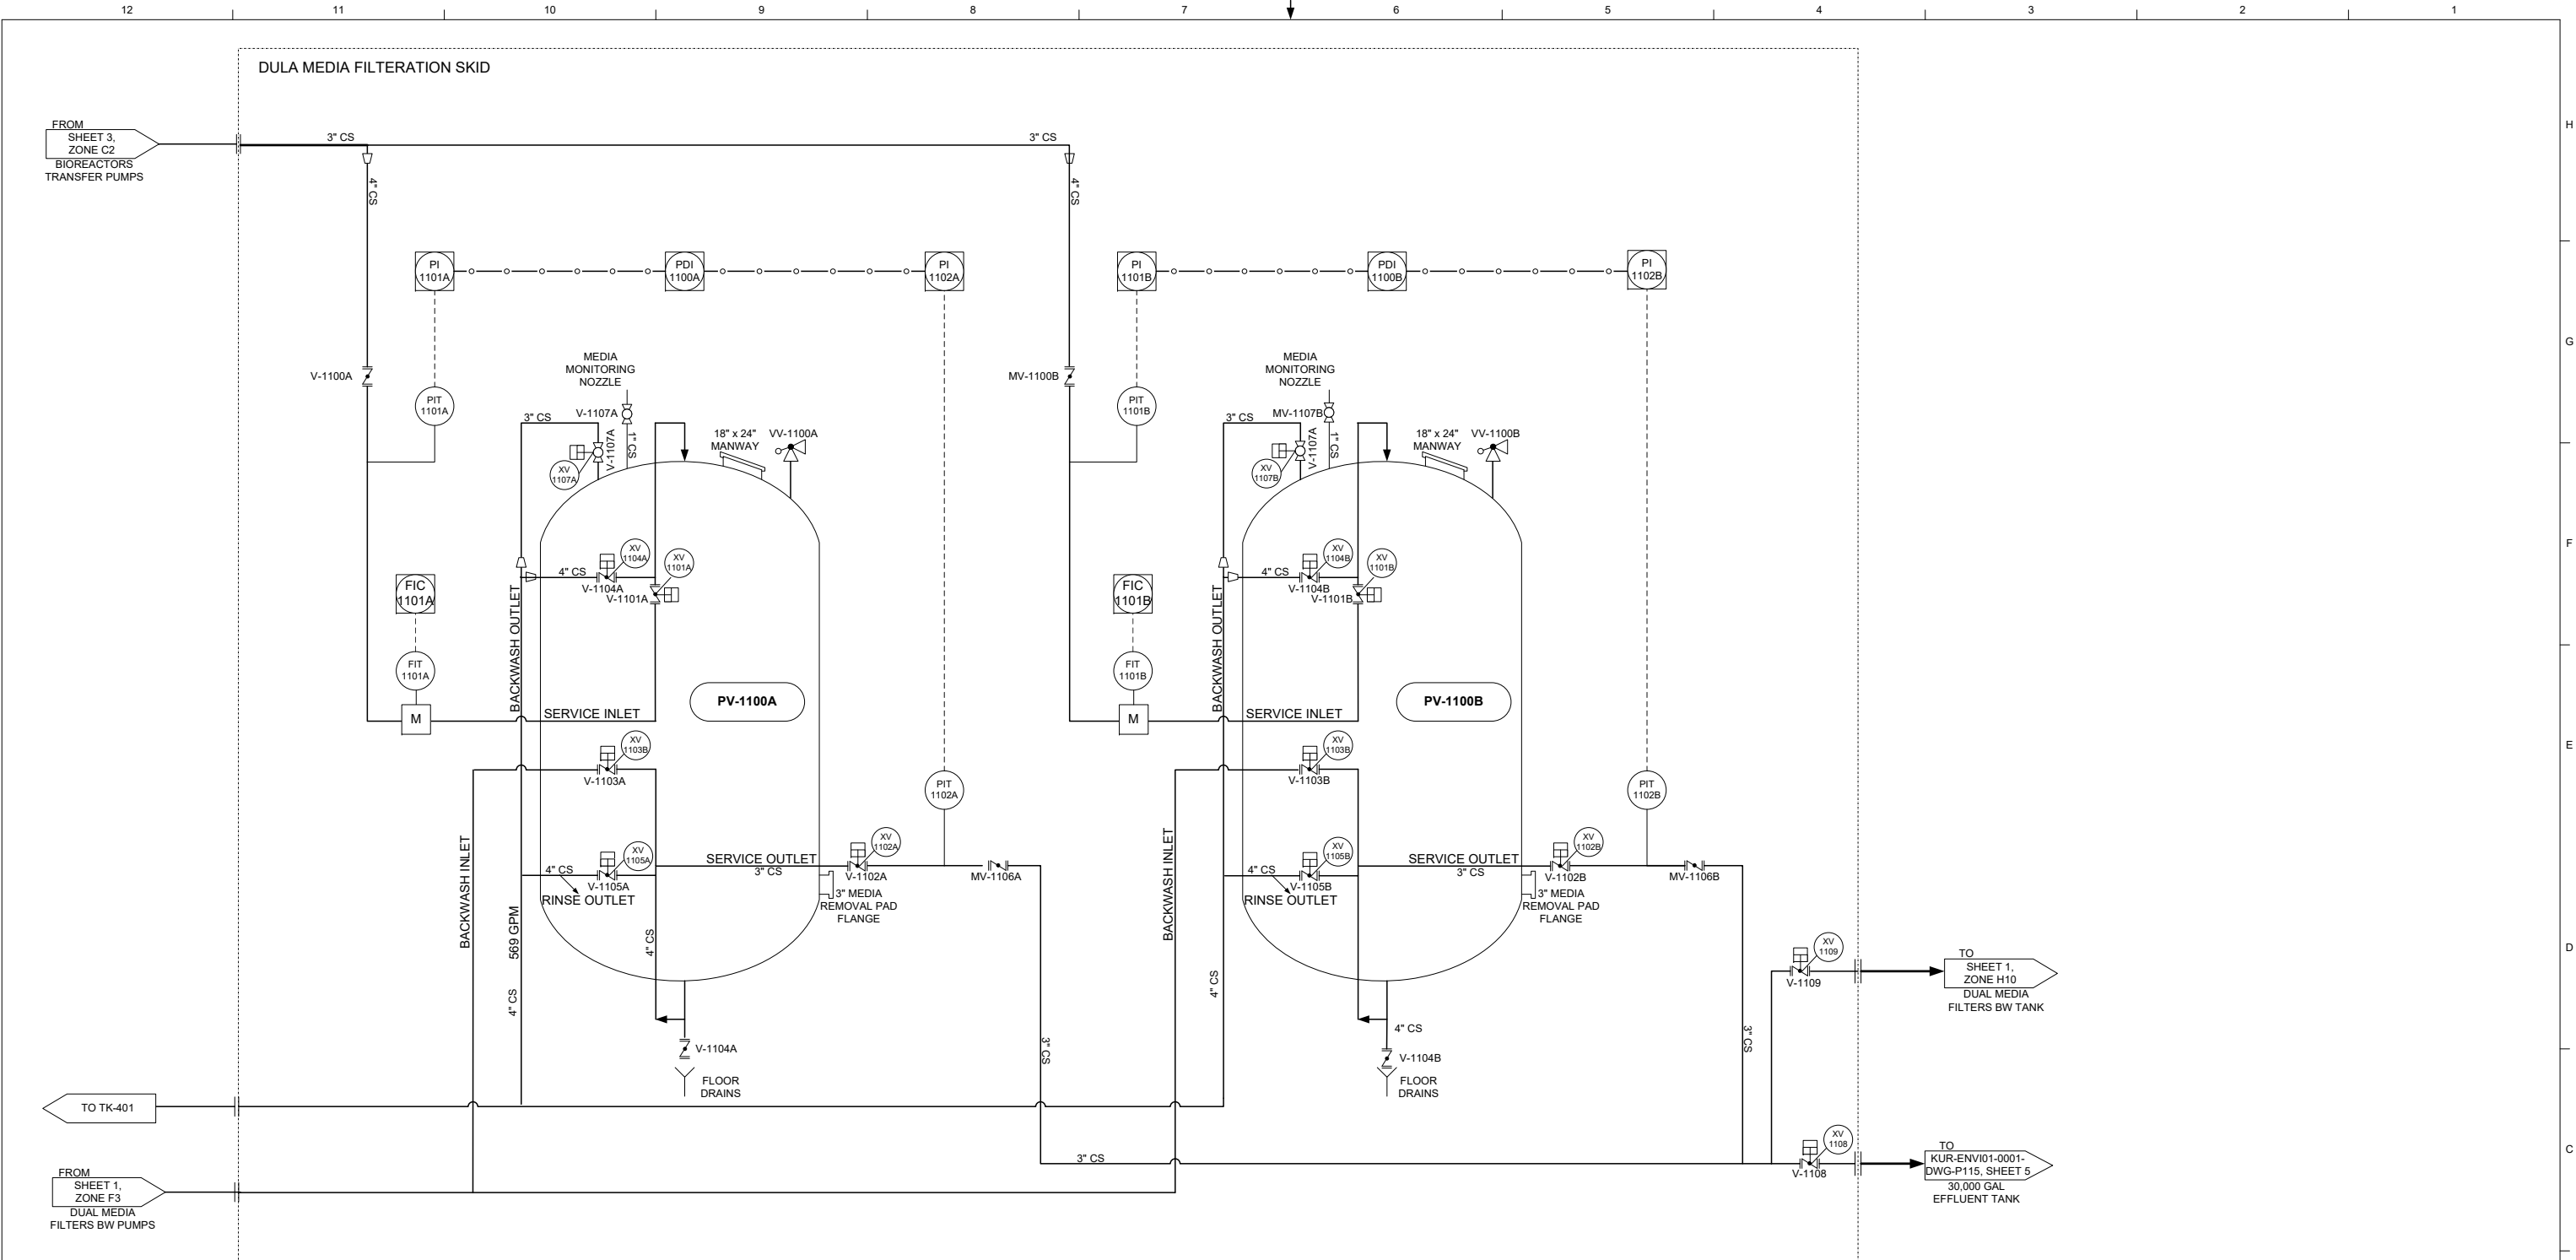 12
11
10
9
8
7
6
5
4
3
2
1
H
G
F
E
D
C
DULA MEDIA FILTERATION SKID
FROM
SHEET 3,
ZONE C2
BIOREACTORS
TRANSFER PUMPS
3" CS
3" CS
4" CS
4" CS
PI
1101A
PDI
1100A
PI
1102A
PI
1101B
PDI
1100B
PI
1102B
V-1100A
PIT
1101A
MEDIA
MONITORING
NOZZLE
3" CS
V-1107A
V-1107A
1" CS
XV
1107A
18" x 24"
MANWAY
VV-1100A
MV-1100B
PIT
1101B
MEDIA
MONITORING
NOZZLE
3" CS
MV-1107B
V-1107A
1" CS
XV
1107B
18" x 24"
MANWAY
VV-1100B
FIC
1101A
FIT
1101A
M
BACKWASH OUTLET
4" CS
XV
1104A
V-1104A
XV
1101A
V-1101A
SERVICE INLET
PV-1100A
FIC
1101B
FIT
1101B
M
BACKWASH OUTLET
4" CS
XV
1104B
V-1104B
XV
1101B
V-1101B
SERVICE INLET
PV-1100B
XV
1103B
V-1103A
PIT
1102A
XV
1103B
V-1103B
PIT
1102B
BACKWASH INLET
4" CS
XV
1105A
V-1105A
RINSE OUTLET
SERVICE OUTLET
3" CS
XV
1102A
V-1102A
MV-1106A
3" MEDIA
REMOVAL PAD
FLANGE
569 GPM
4" CS
4" CS
BACKWASH INLET
4" CS
XV
1105B
V-1105B
RINSE OUTLET
SERVICE OUTLET
3" CS
XV
1102B
V-1102B
MV-1106B
3" MEDIA
REMOVAL PAD
FLANGE
4" CS
4" CS
V-1104A
FLOOR
DRAINS
3" CS
V-1104B
FLOOR
DRAINS
3" CS
XV
1109
V-1109
TO
SHEET 1,
ZONE H10
DUAL MEDIA
FILTERS BW TANK
TO TK-401
3" CS
XV
1108
V-1108
TO
KUR-ENVI01-0001-
DWG-P115, SHEET 5
30,000 GAL
EFFLUENT TANK
FROM
SHEET 1,
ZONE F3
DUAL MEDIA
FILTERS BW PUMPS